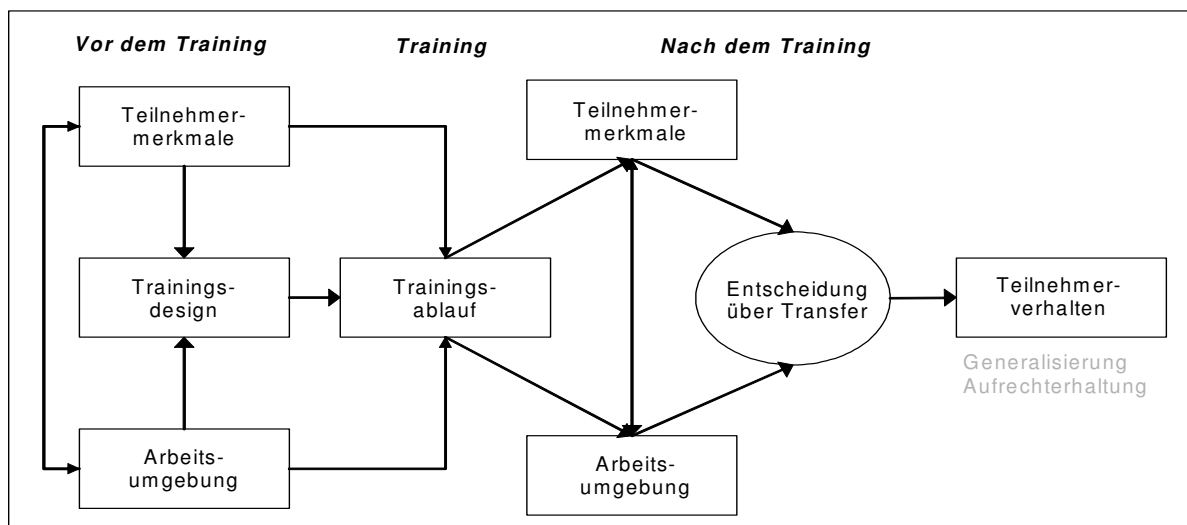 Vor dem Training
Training
Nach dem Training
Teilnehmer-
merkmale
Trainings-
design
Arbeits-
umgebung
Trainings-
ablauf
Teilnehmer-
merkmale
Arbeits-
umgebung
Entscheidung
über Transfer
Teilnehmer-
verhalten
Generalisierung
Aufrechterhaltung